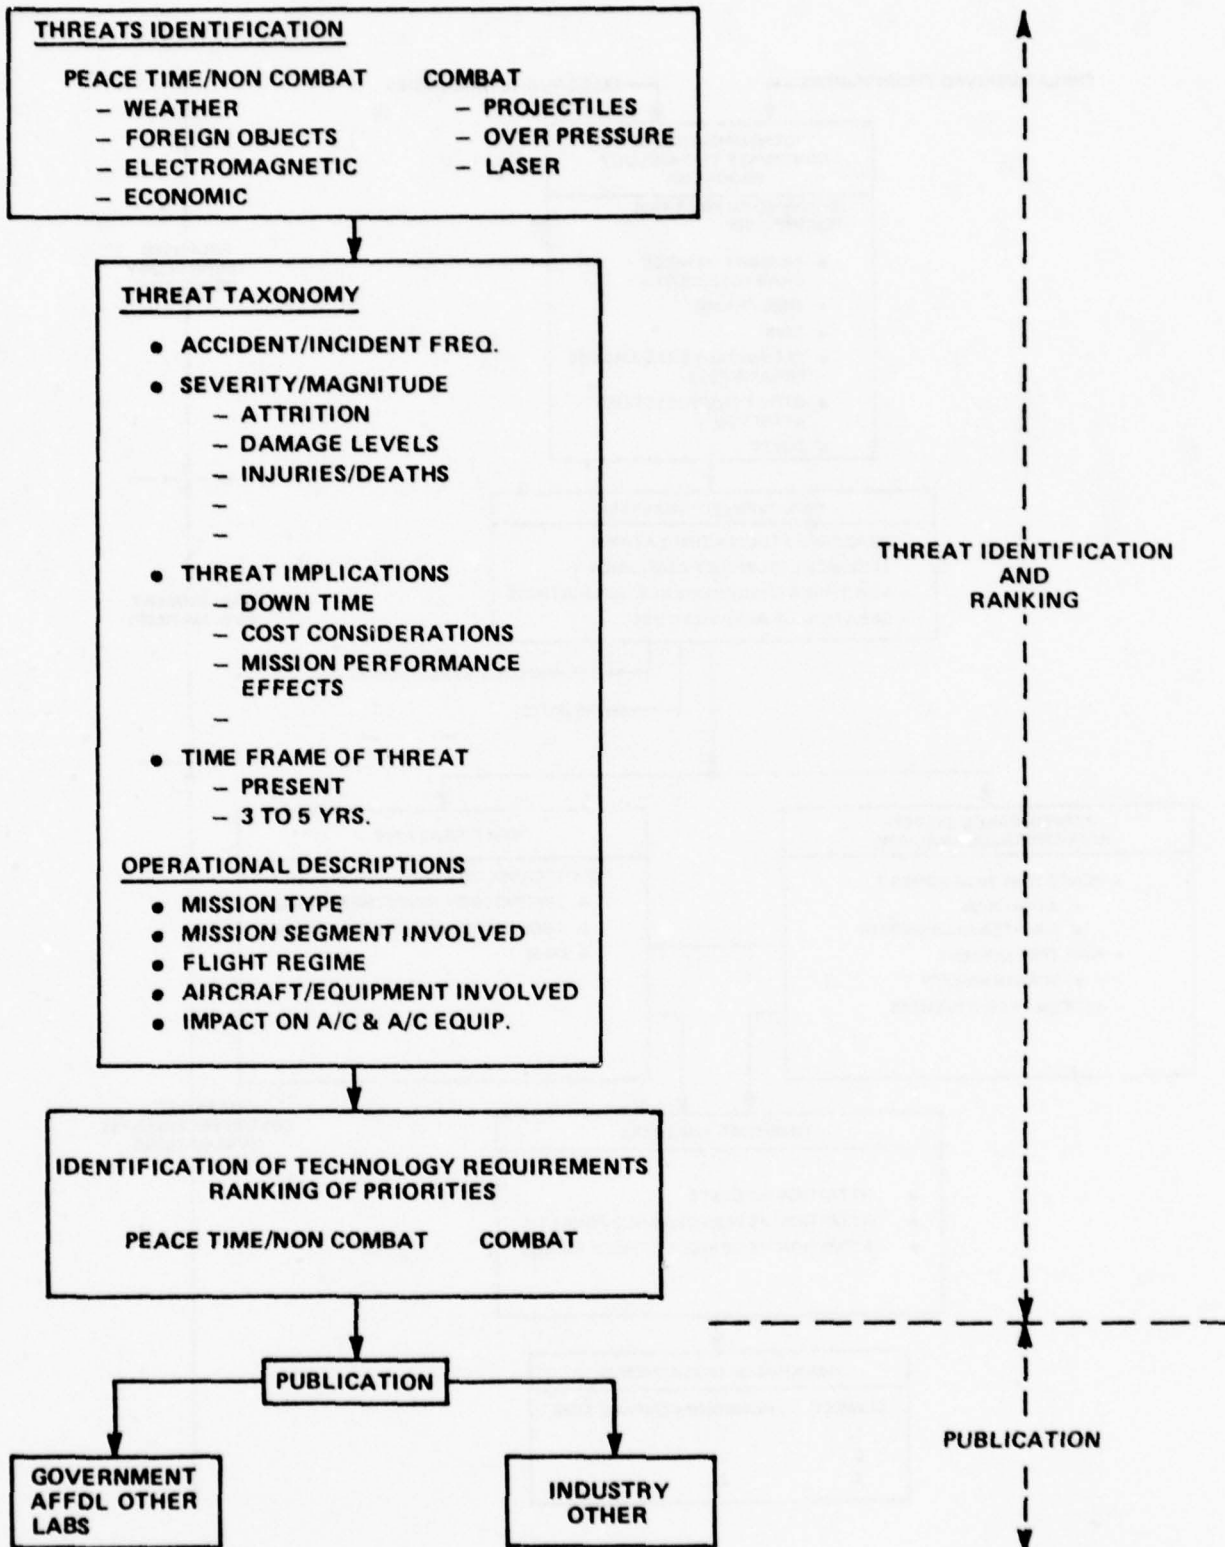 THREATS IDENTIFICATION
PEACE TIME/NON COMBAT COMBAT
– WEATHER – PROJECTILES
– FOREIGN OBJECTS – OVER PRESSURE
– ELECTROMAGNETIC – LASER
– ECONOMIC
THREAT TAXONOMY
● ACCIDENT/INCIDENT FREQ.
● SEVERITY/MAGNITUDE
– ATTRITION
– DAMAGE LEVELS
– INJURIES/DEATHS
–
–
● THREAT IMPLICATIONS
– DOWN TIME
– COST CONSIDERATIONS
– MISSION PERFORMANCE
EFFECTS
–
● TIME FRAME OF THREAT
– PRESENT
– 3 TO 5 YRS.
OPERATIONAL DESCRIPTIONS
● MISSION TYPE
● MISSION SEGMENT INVOLVED
● FLIGHT REGIME
● AIRCRAFT/EQUIPMENT INVOLVED
● IMPACT ON A/C & A/C EQUIP.
IDENTIFICATION OF TECHNOLOGY REQUIREMENTS
RANKING OF PRIORITIES
PEACE TIME/NON COMBAT COMBAT
PUBLICATION
GOVERNMENT
AFFDL OTHER
LABS
INDUSTRY
OTHER
THREAT IDENTIFICATION
AND
RANKING
PUBLICATION